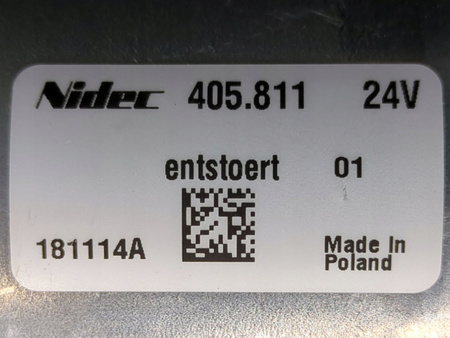 Nidec 405.811 24V
entstoert 01
181114A
Made In
Poland